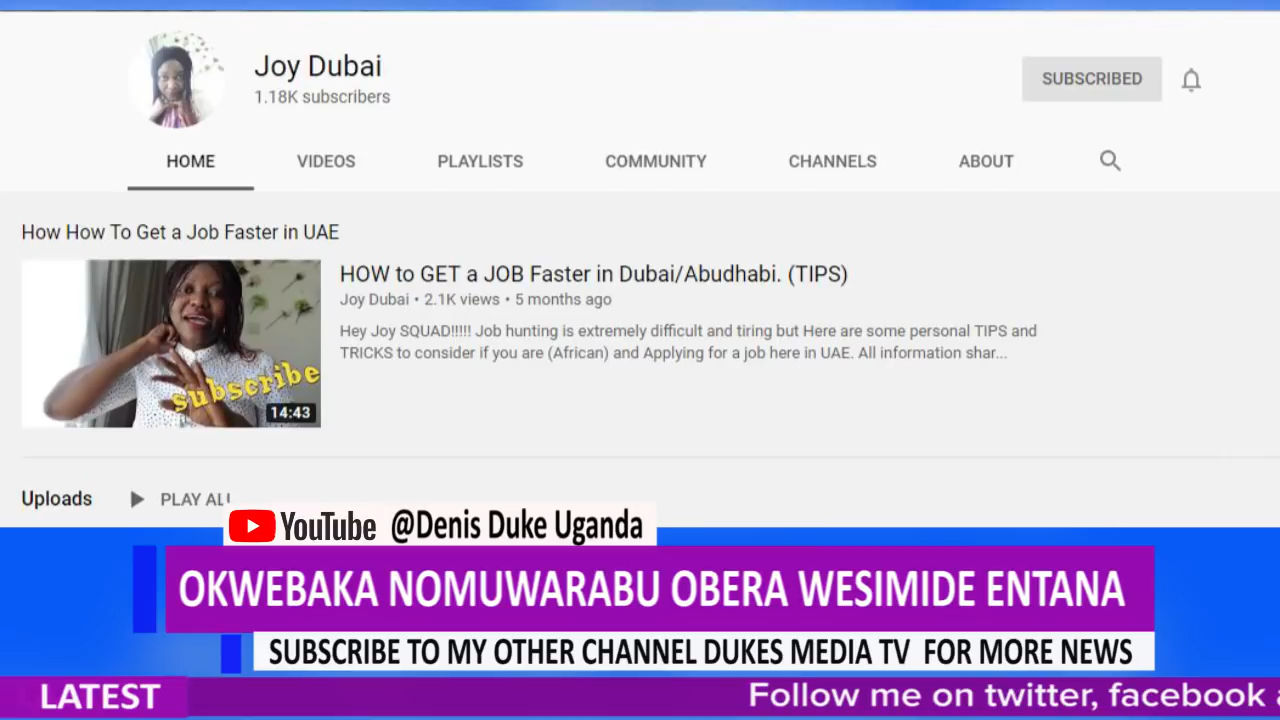 Joy Dubai
1.18K subscribers
SUBSCRIBED
HOME VIDEOS PLAYLISTS COMMUNITY CHANNELS ABOUT
How How To Get a Job Faster in UAE
HOW to GET a JOB Faster in Dubai/Abudhabi. (TIPS)
Joy Dubai • 2.1K views • 5 months ago
Hey Joy SQUAD!!!!! Job hunting is extremely difficult and tiring but Here are some personal TIPS and
TRICKS to consider if you are (African) and Applying for a job here in UAE. All information shar...
subscribe
14:43
Uploads PLAY ALL
YouTube @Denis Duke Uganda
OKWEBAKA NOMUWARABU OBERA WESIMIDE ENTANA
SUBSCRIBE TO MY OTHER CHANNEL DUKES MEDIA TV FOR MORE NEWS
LATEST Follow me on twitter, facebook